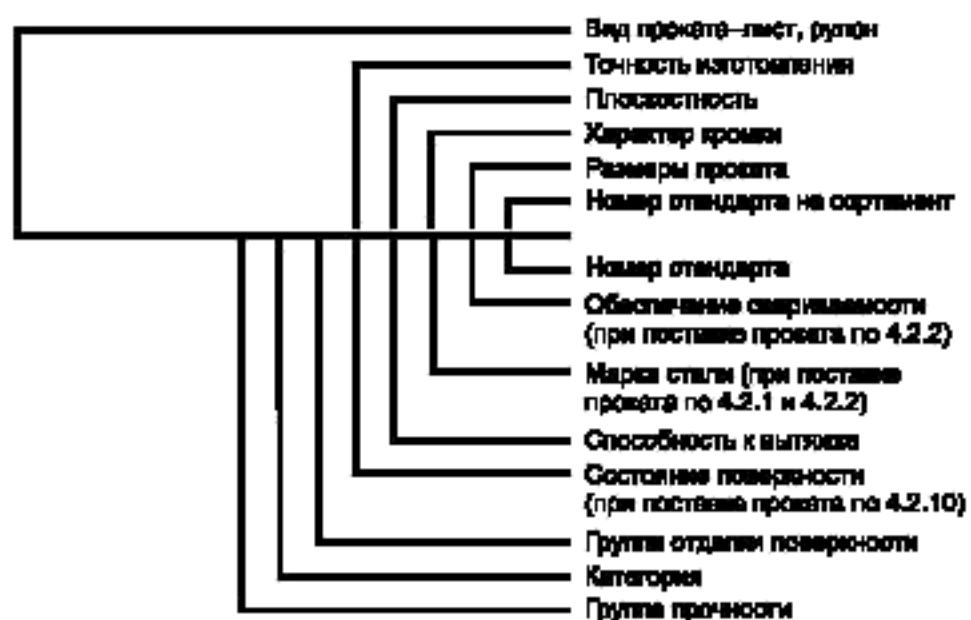 Вид проката–лист, рулон
Точность изготовления
Плоскостность
Характер кромки
Размеры проката
Номер стандарта на сортамент
Номер стандарта
Обеспечение свариваемости
(при поставке проката по 4.2.2)
Марка стали (при поставке
проката по 4.2.1 и 4.2.2)
Способность к вытяжке
Состояние поверхности
(при поставке проката по 4.2.10)
Группа отделки поверхности
Категория
Группа прочности